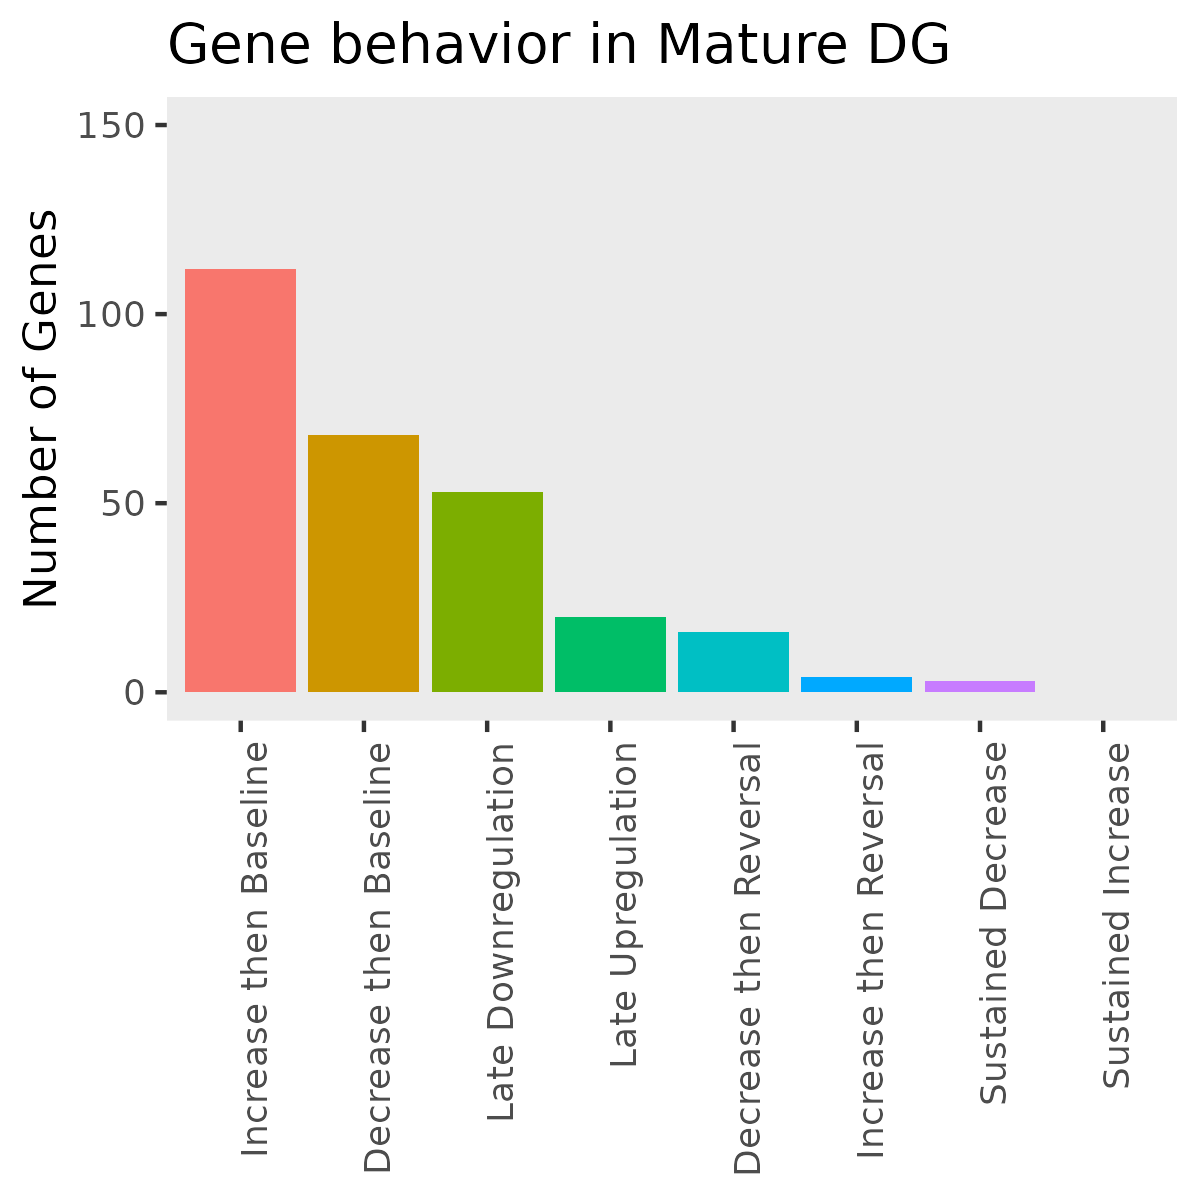 Gene behavior in Mature DG
Number of Genes
150
100
50
0
Increase then Baseline
Decrease then Baseline
Late Downregulation
Late Upregulation
Decrease then Reversal
Increase then Reversal
Sustained Decrease
Sustained Increase